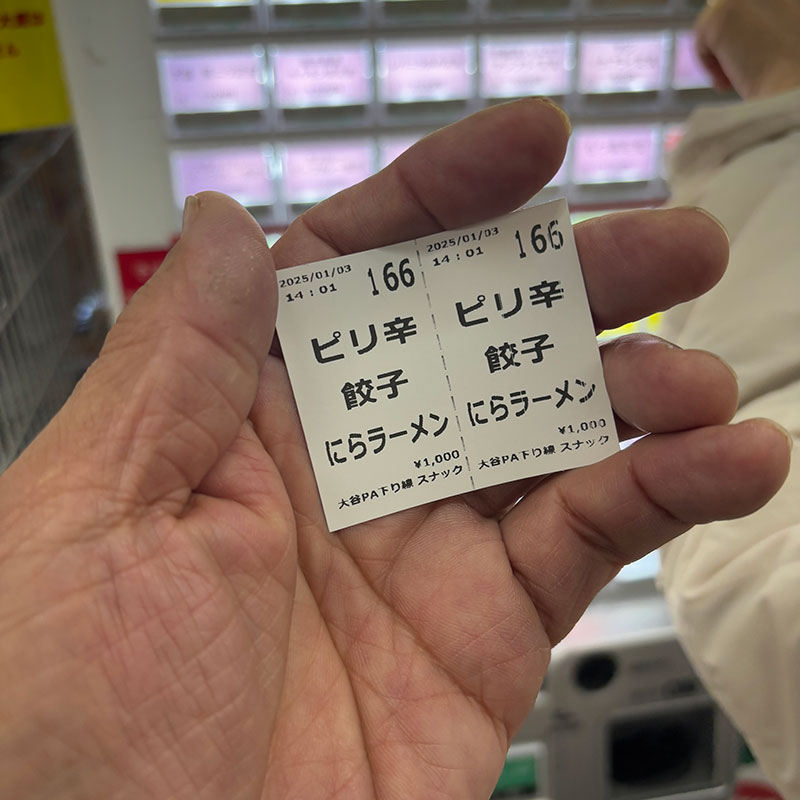 2025/01/03 166
14:01
ピリ辛
餃子
にらラーメン
¥1,000
大谷PA下り線 スナック
2025/01/03 166
14:01
ピリ辛
餃子
にらラーメン
¥1,000
大谷PA下り線 スナック